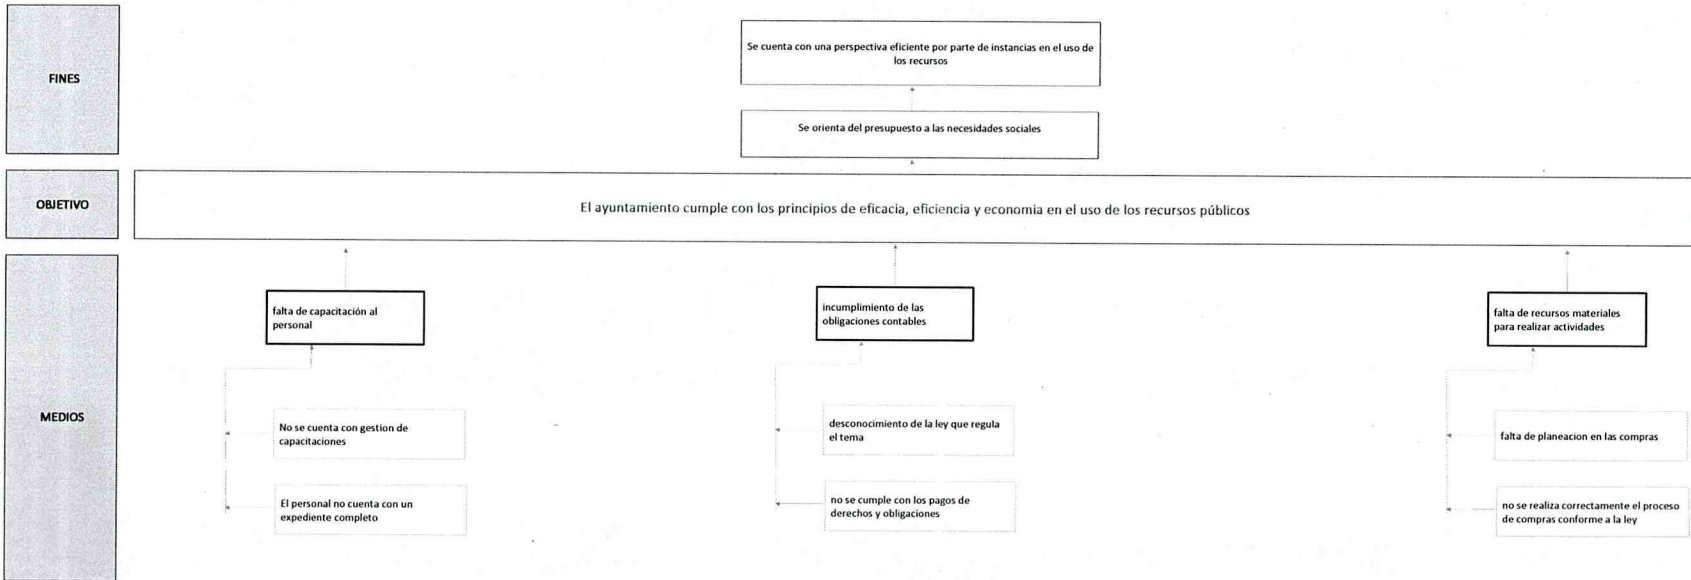 FINES
Se cuenta con una perspectiva eficiente por parte de instancias en el uso de
los recursos
Se orienta del presupuesto a las necesidades sociales
OBJETIVO
El ayuntamiento cumple con los principios de eficacia, eficiencia y economia en el uso de los recursos públicos
MEDIOS
falta de capacitación al
personal
No se cuenta con gestion de
capacitaciones
El personal no cuenta con un
expediente completo
incumplimiento de las
obligaciones contables
desconocimiento de la ley que regula
el tema
no se cumple con los pagos de
derechos y obligaciones
falta de recursos materiales
para realizar actividades
falta de planeacion en las compras
no se realiza correctamente el proceso
de compras conforme a la ley